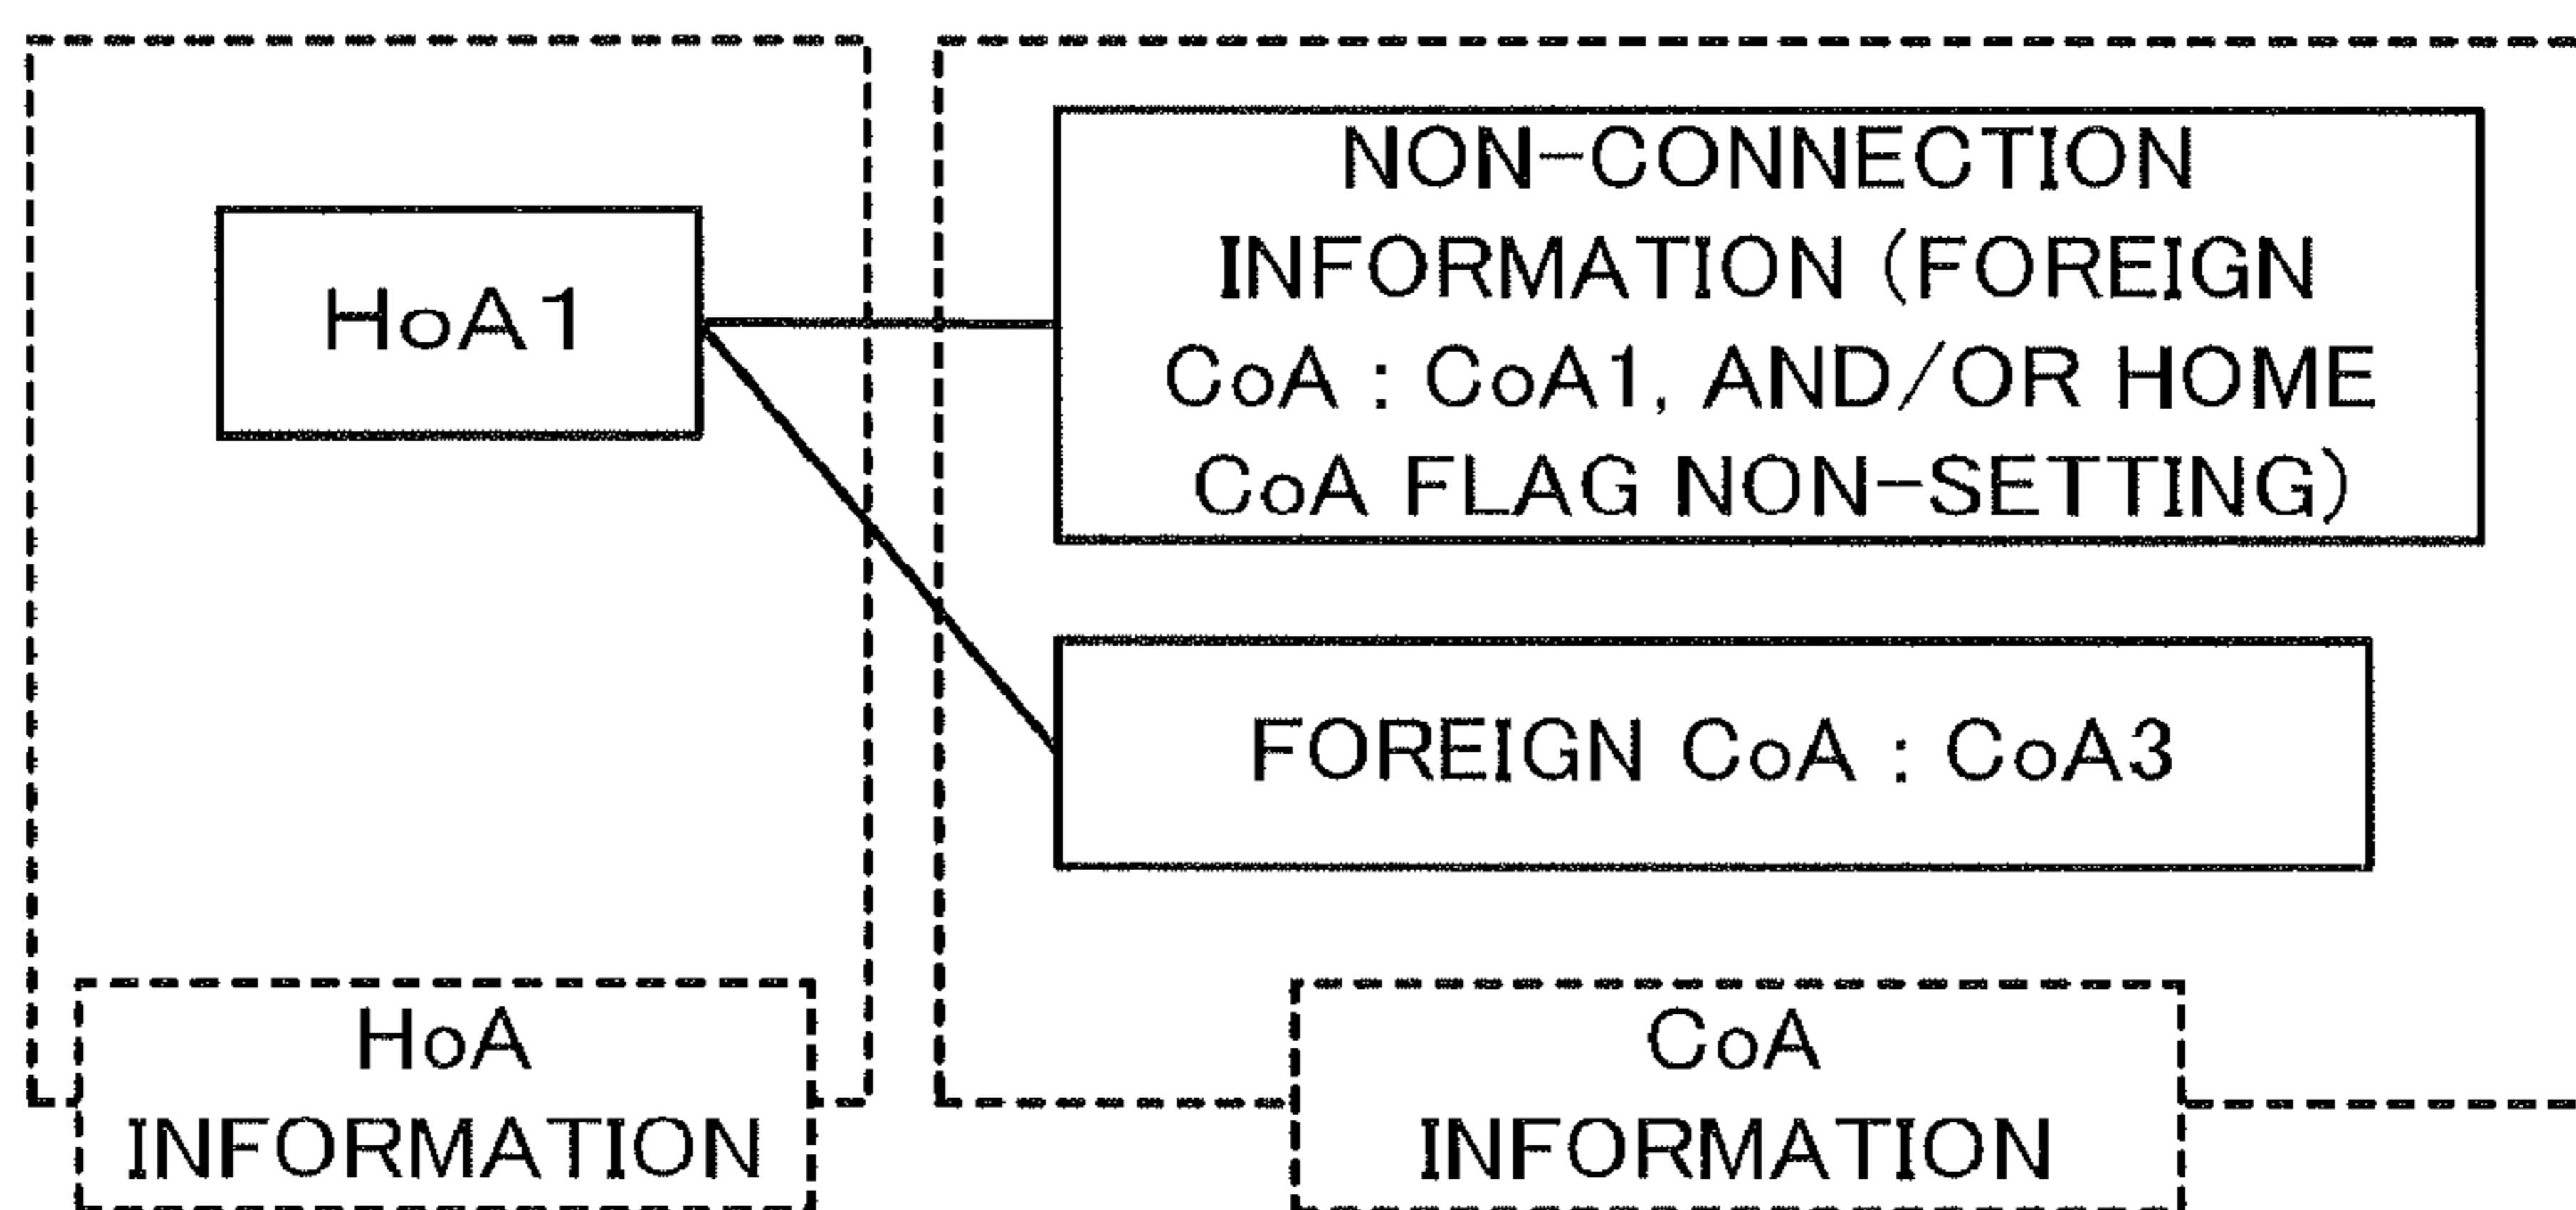 HoA1
NON-CONNECTION
INFORMATION (FOREIGN
CoA : CoA1, AND/OR HOME
CoA FLAG NON-SETTING)
FOREIGN CoA : CoA3
HoA
INFORMATION
CoA
INFORMATION